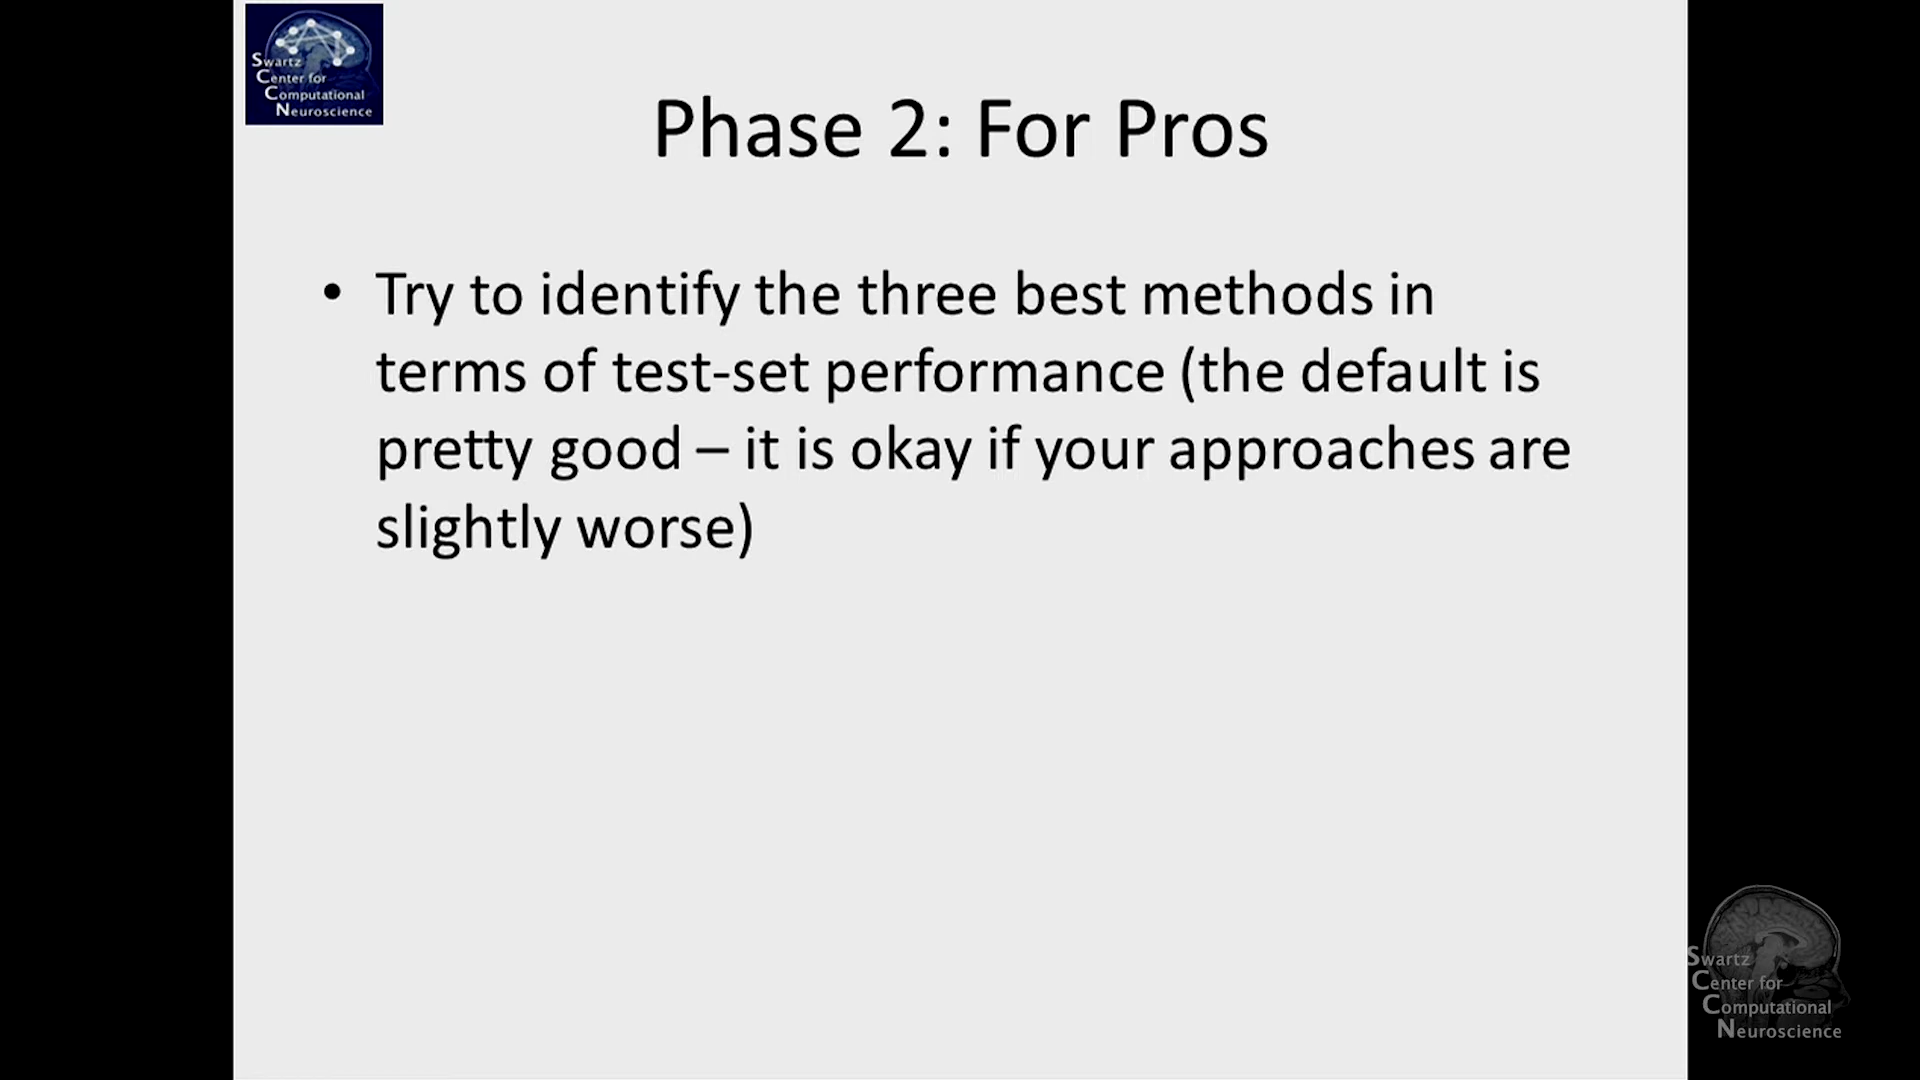 Swartz
Center for
Computational
Neuroscience
Phase 2: For Pros
• Try to identify the three best methods in
terms of test-set performance (the default is
pretty good – it is okay if your approaches are
slightly worse)
Swartz
Center for
Computational
Neuroscience